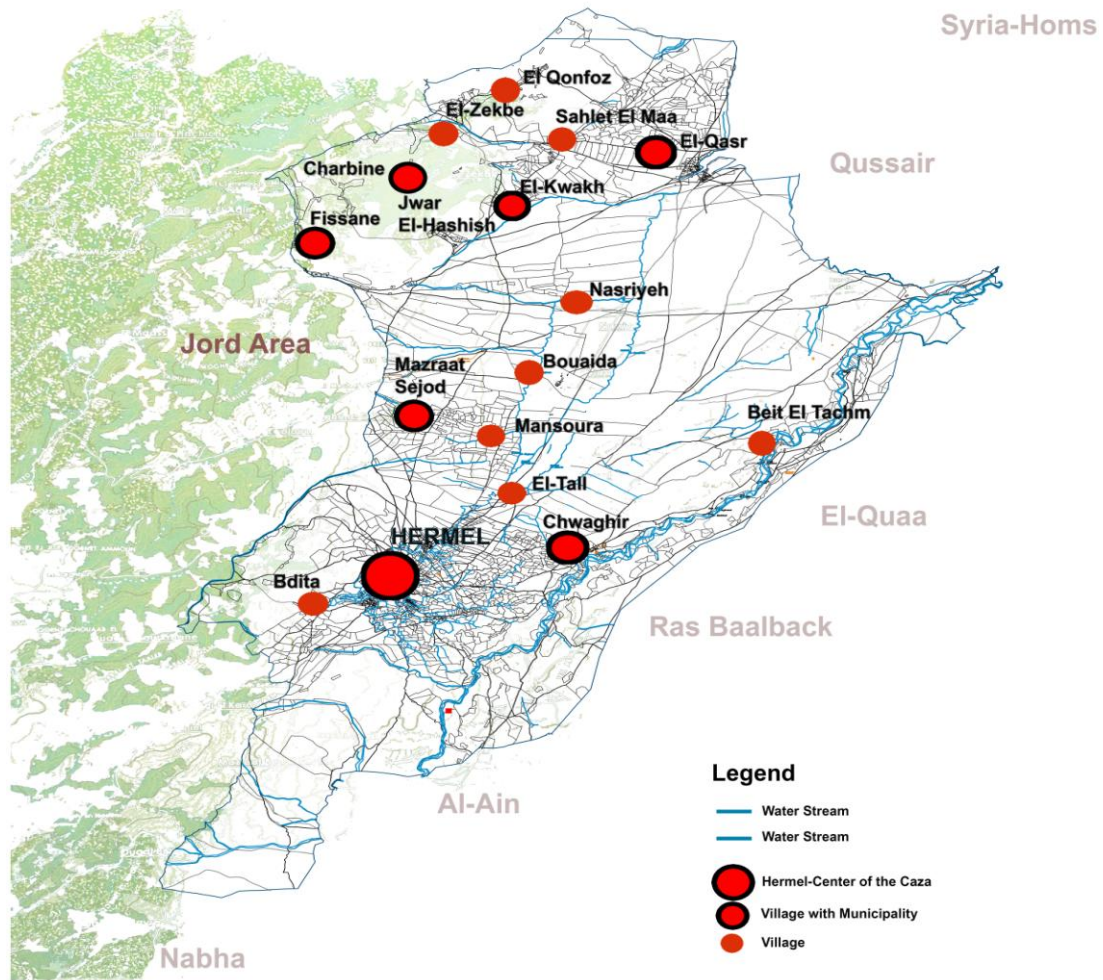 Syria-Homs
El Qonfoz
El-Zekbe
Sahlet El Maa
El-Qasr
Qussair
Charbine
El-Kwakh
Jwar
El-Hashish
Fissane
Nasriyeh
Jord Area
Mazraat
Sejod
Bouaida
Beit El Tachm
Mansoura
El-Tall
El-Quaa
Chwaghir
HERMEL
Bdita
Ras Baalback
Al-Ain
Nabha
Legend
Water Stream
Water Stream
Hermel-Center of the Caza
Village with Municipality
Village